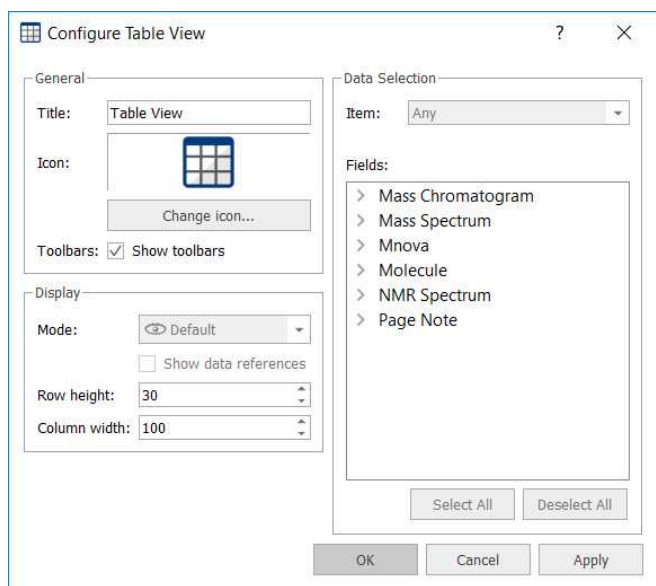 Configure Table View
?
General
Title: Table View
Icon:
Change icon...
Toolbars: Show toolbars
Display
Mode: Default
Show data references
Row height: 30
Column width: 100
Data Selection
Item: Any
Fields:
Mass Chromatogram
Mass Spectrum
Mnova
Molecule
NMR Spectrum
Page Note
Select All Deselect All
OK Cancel Apply